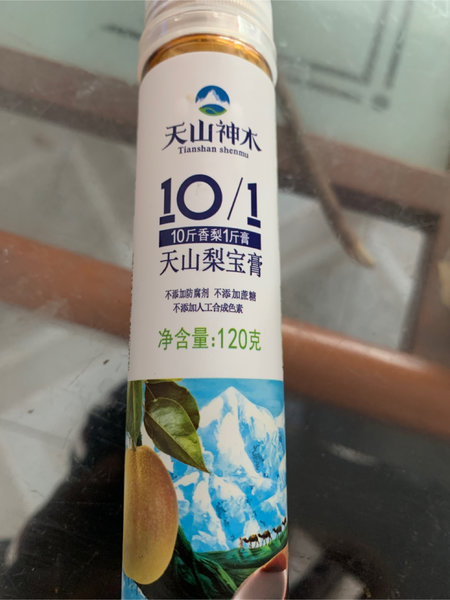 天山神木
Tianshan shenmu
10/1
10斤香梨1斤膏
天山梨宝膏
不添加防腐剂 不添加蔗糖
不添加人工合成色素
净含量:120克